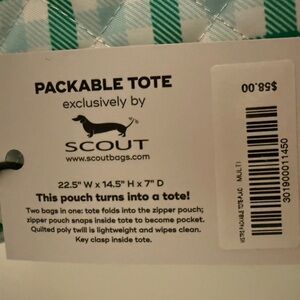 PACKABLE TOTE
exclusively by
SCOUT
www.scoutbags.com
22.5" W x 14.5" H x 7" D
This pouch turns into a tote!
Two bags in one: tote folds into the zipper pouch;
zipper pouch snaps inside tote to become pocket.
Quilted poly twill is lightweight and wipes clean.
Key clasp inside tote.
$58.00
MULTI
301900011450